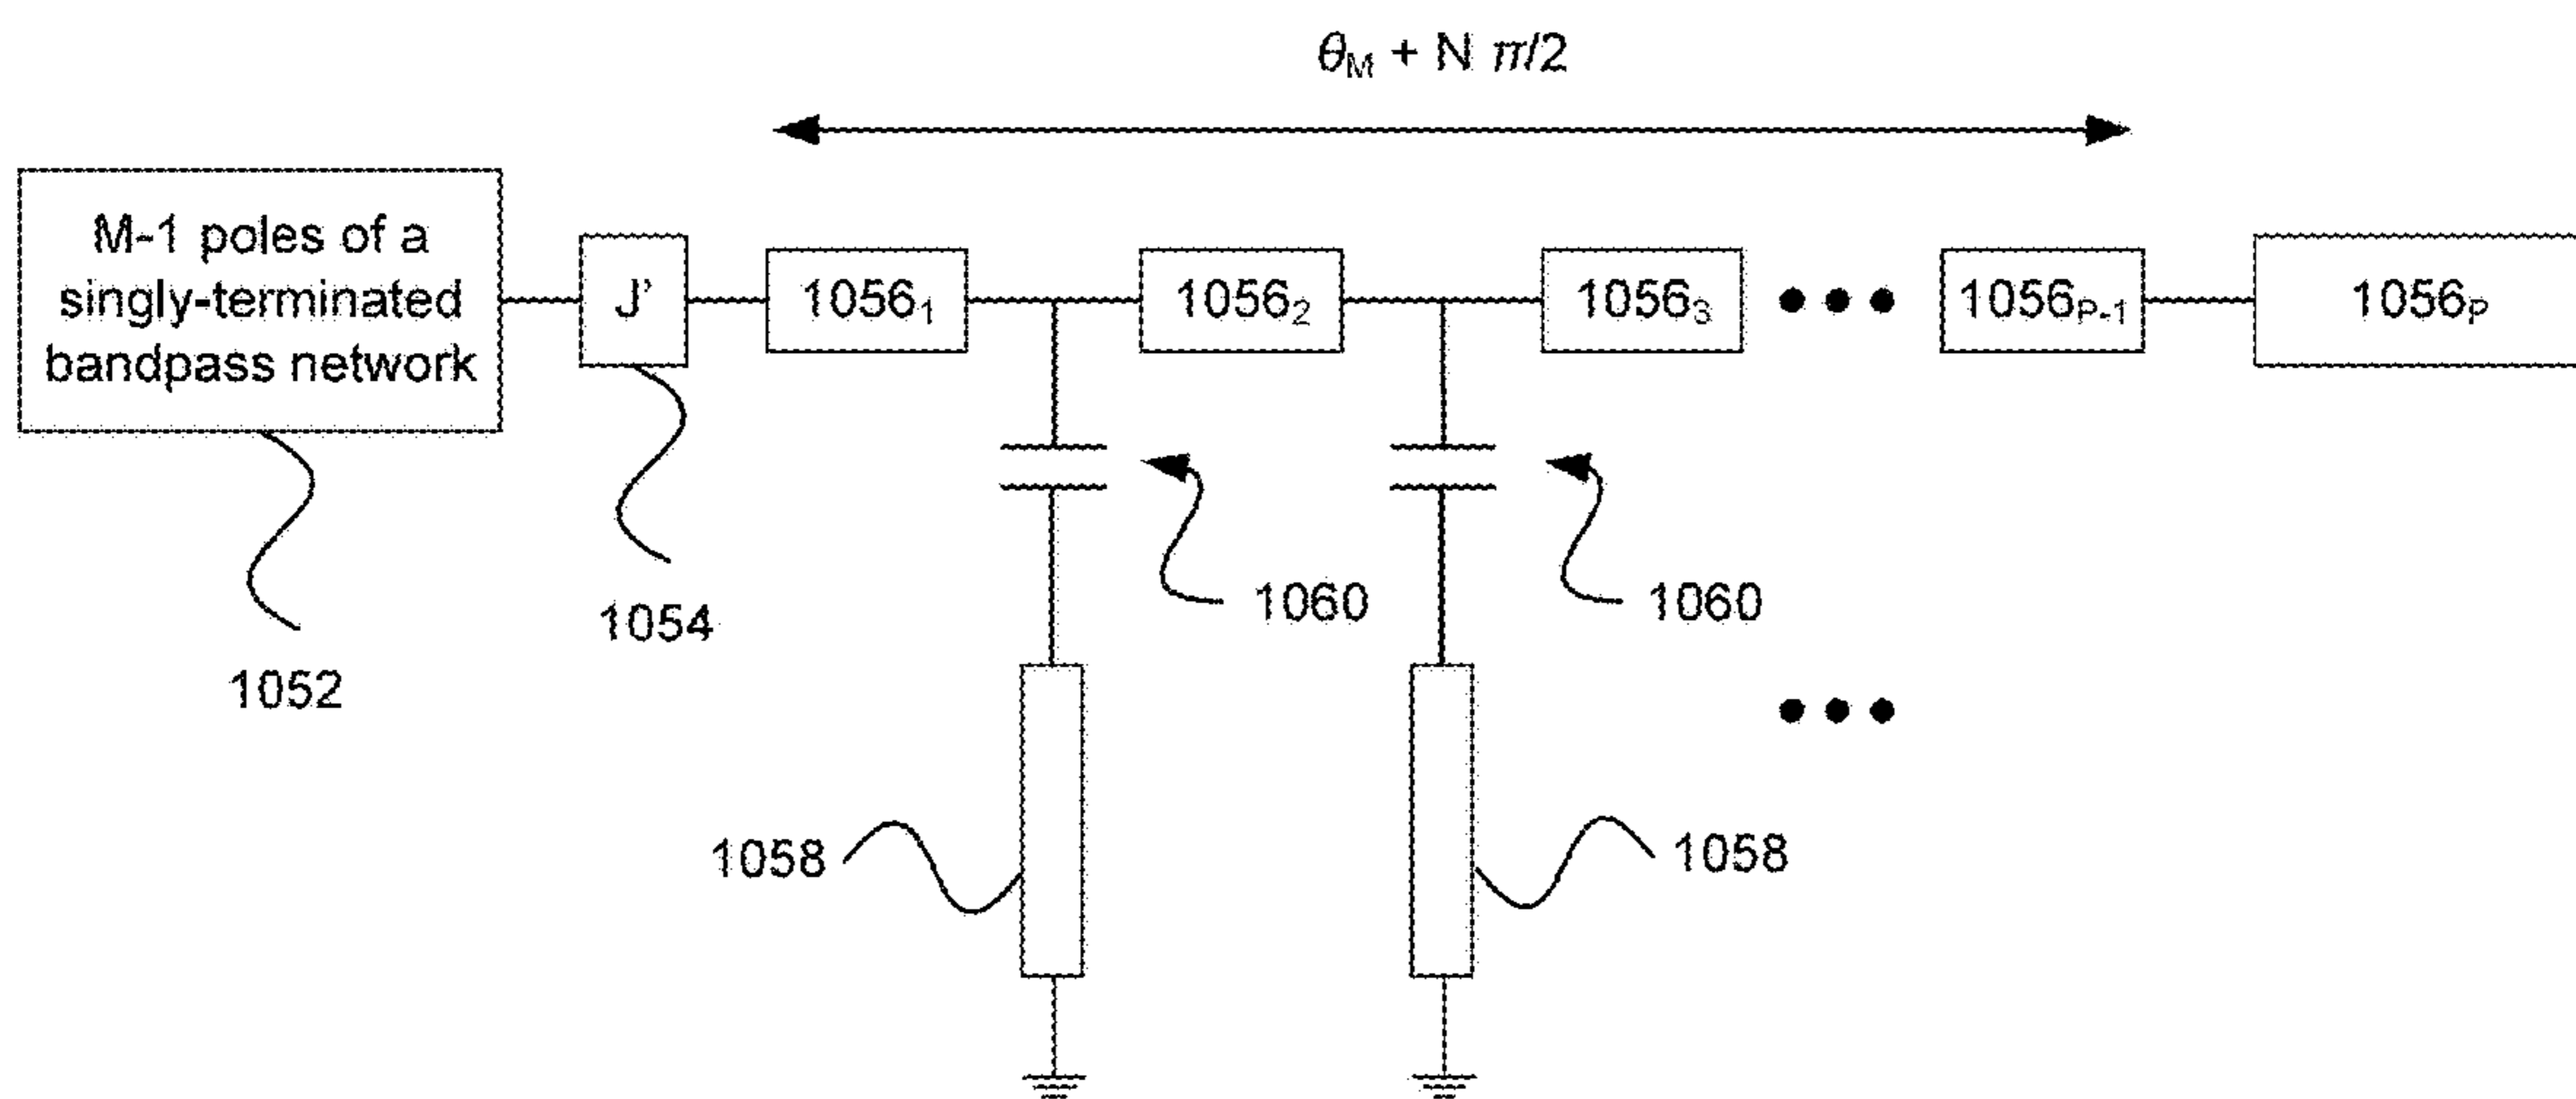 θM + N π/2
M-1 poles of a
singly-terminated
bandpass network
J'
1056₁
1056₂
1056₃
1056P-1
1056P
1060
1060
1054
1052
1058
1058